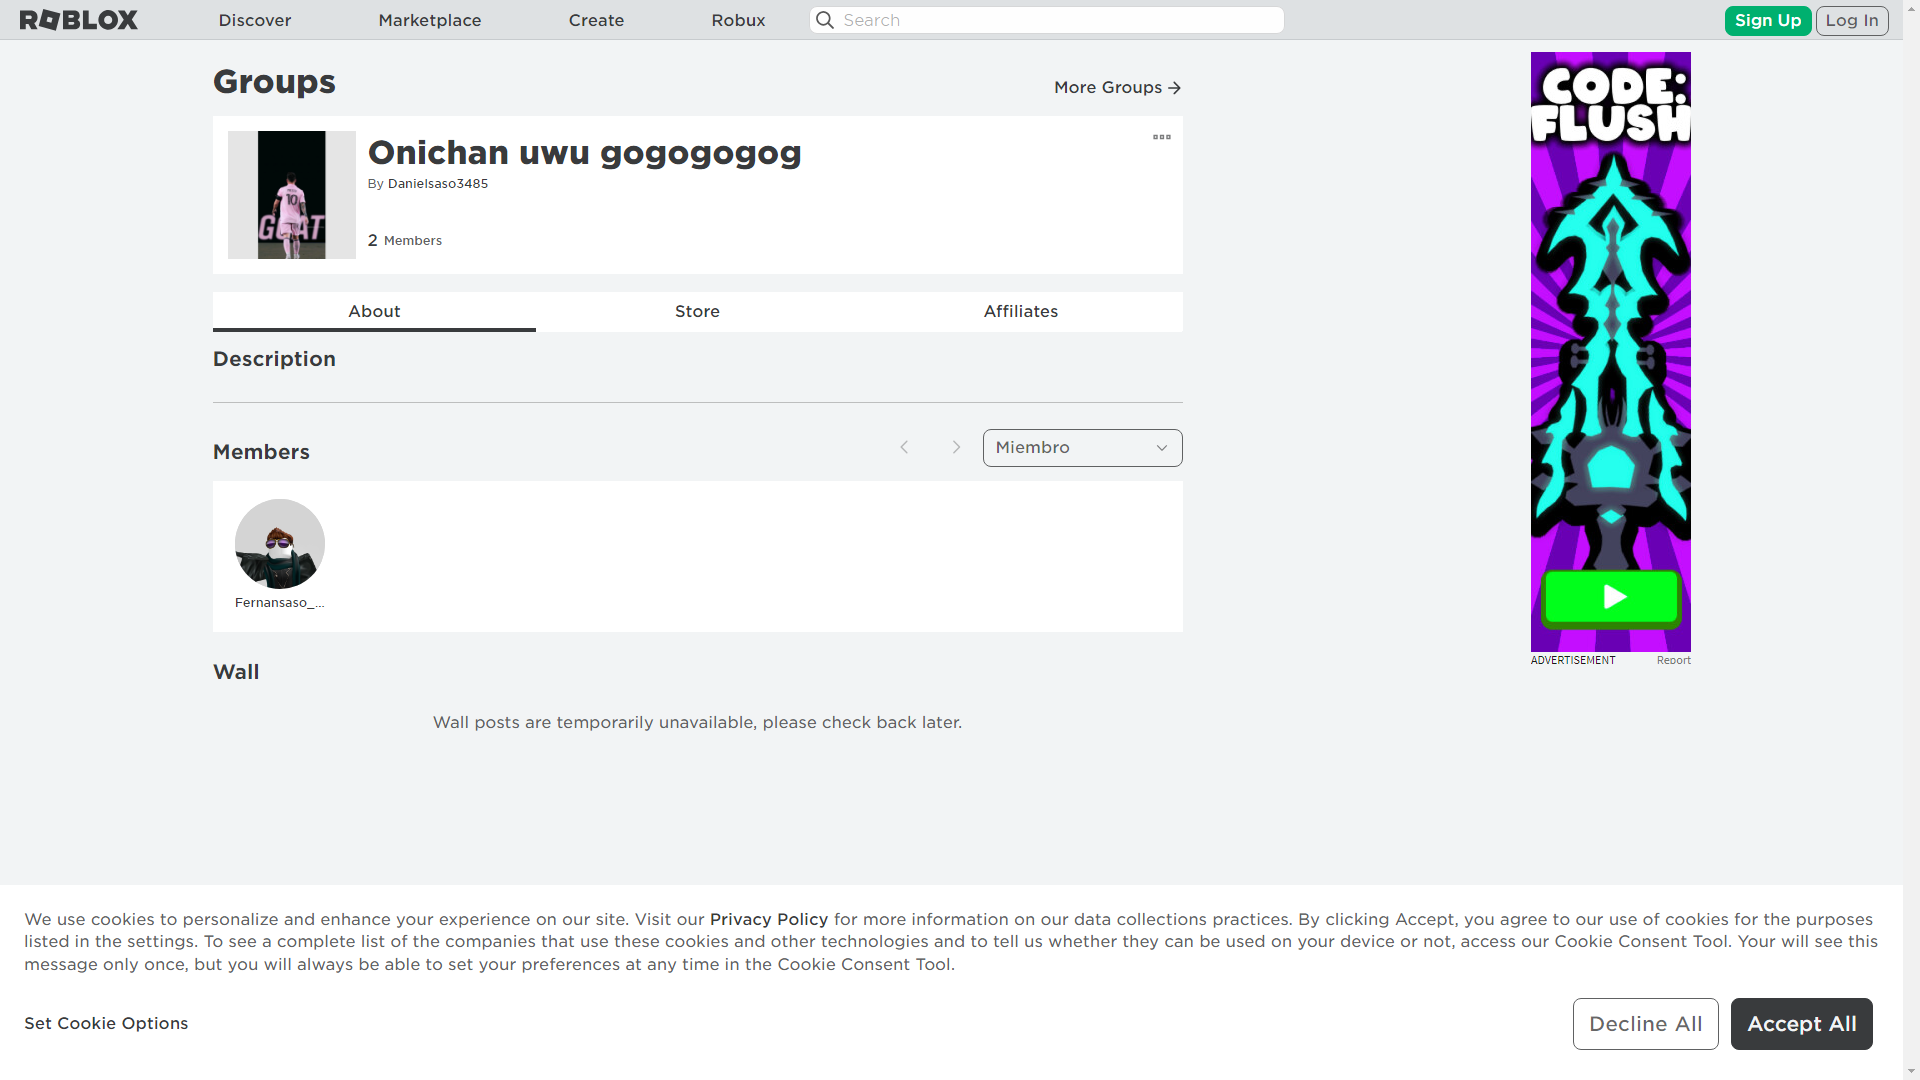 ROBLOX
Discover
Marketplace
Create
Robux
Search
Sign Up
Log In
Groups
More Groups
Onichan uwu gogogogog
By Danielsaso3485
2 Members
10
GOAT
About
Store
Affiliates
Description
Members
Miembro
Fernansaso_...
Wall
Wall posts are temporarily unavailable, please check back later.
CODE:
FLUSH
ADVERTISEMENT
Report
We use cookies to personalize and enhance your experience on our site. Visit our Privacy Policy for more information on our data collections practices. By clicking Accept, you agree to our use of cookies for the purposes
listed in the settings. To see a complete list of the companies that use these cookies and other technologies and to tell us whether they can be used on your device or not, access our Cookie Consent Tool. Your will see this
message only once, but you will always be able to set your preferences at any time in the Cookie Consent Tool.
Set Cookie Options
Decline All
Accept All